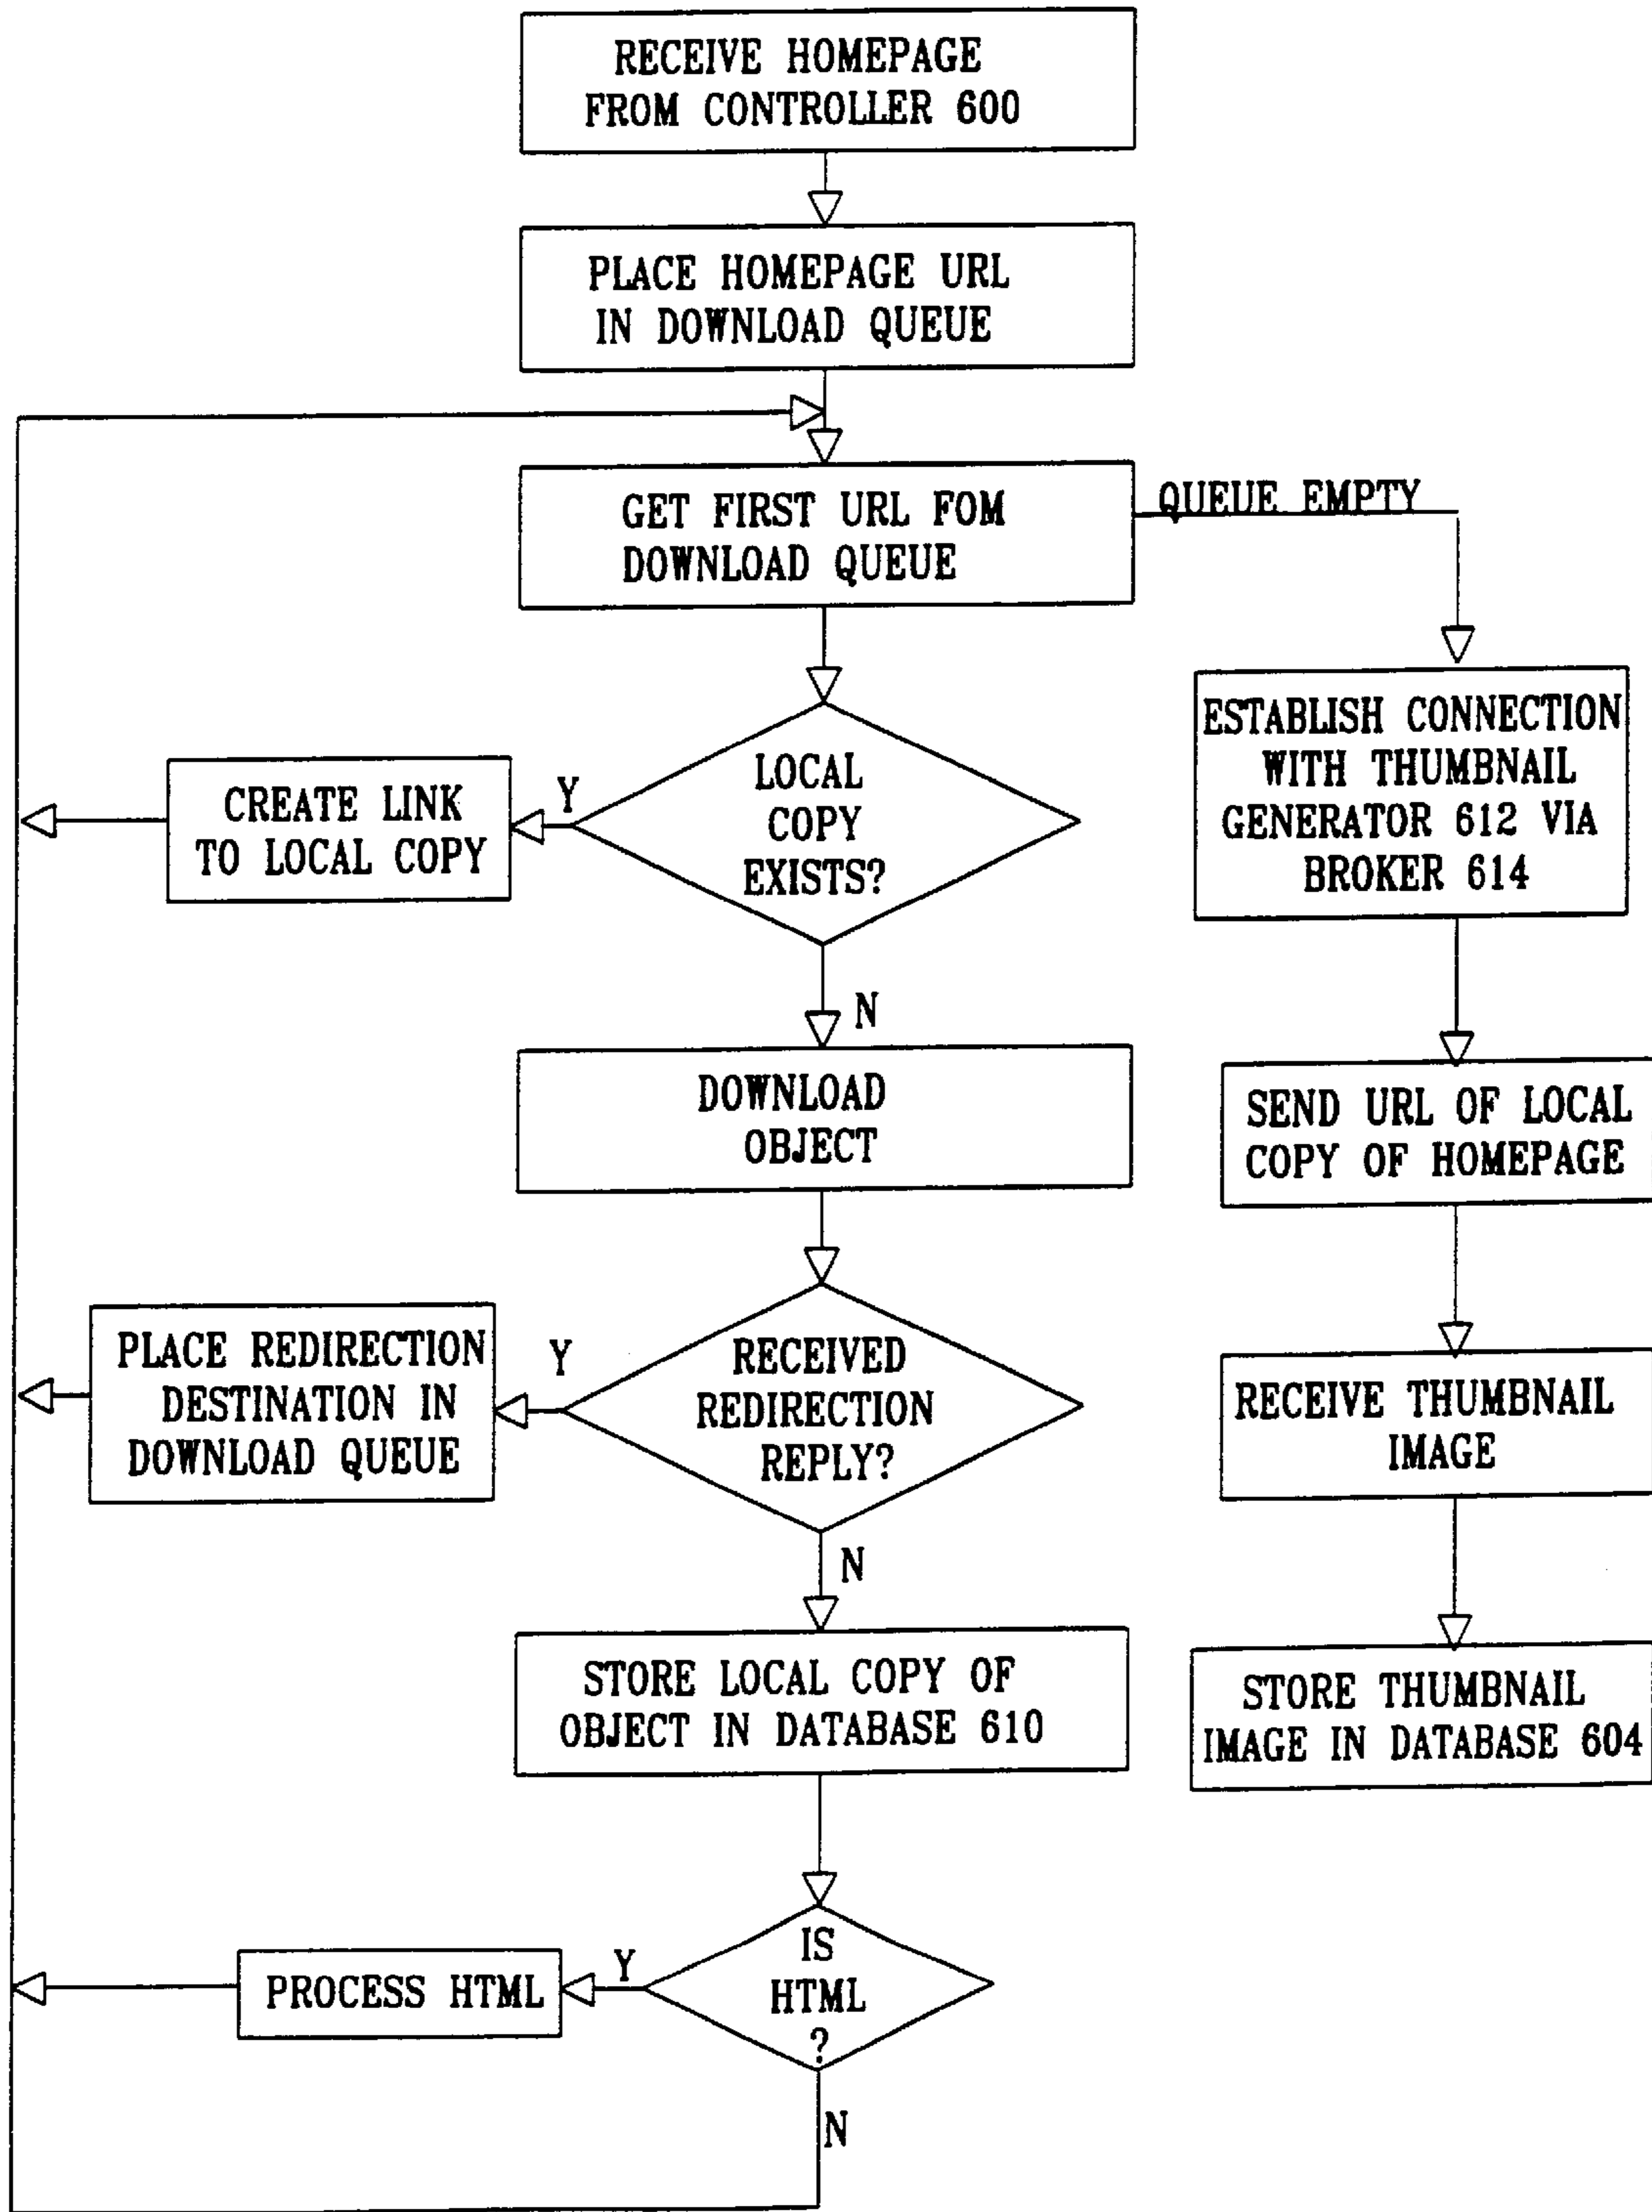 RECEIVE HOMEPAGE
FROM CONTROLLER 600
PLACE HOMEPAGE URL
IN DOWNLOAD QUEUE
GET FIRST URL FOM
DOWNLOAD QUEUE
QUEUE EMPTY
LOCAL
COPY
EXISTS?
Y
CREATE LINK
TO LOCAL COPY
N
DOWNLOAD
OBJECT
RECEIVED
REDIRECTION
REPLY?
Y
PLACE REDIRECTION
DESTINATION IN
DOWNLOAD QUEUE
N
STORE LOCAL COPY OF
OBJECT IN DATABASE 610
IS
HTML
?
Y
PROCESS HTML
N
ESTABLISH CONNECTION
WITH THUMBNAIL
GENERATOR 612 VIA
BROKER 614
SEND URL OF LOCAL
COPY OF HOMEPAGE
RECEIVE THUMBNAIL
IMAGE
STORE THUMBNAIL
IMAGE IN DATABASE 604